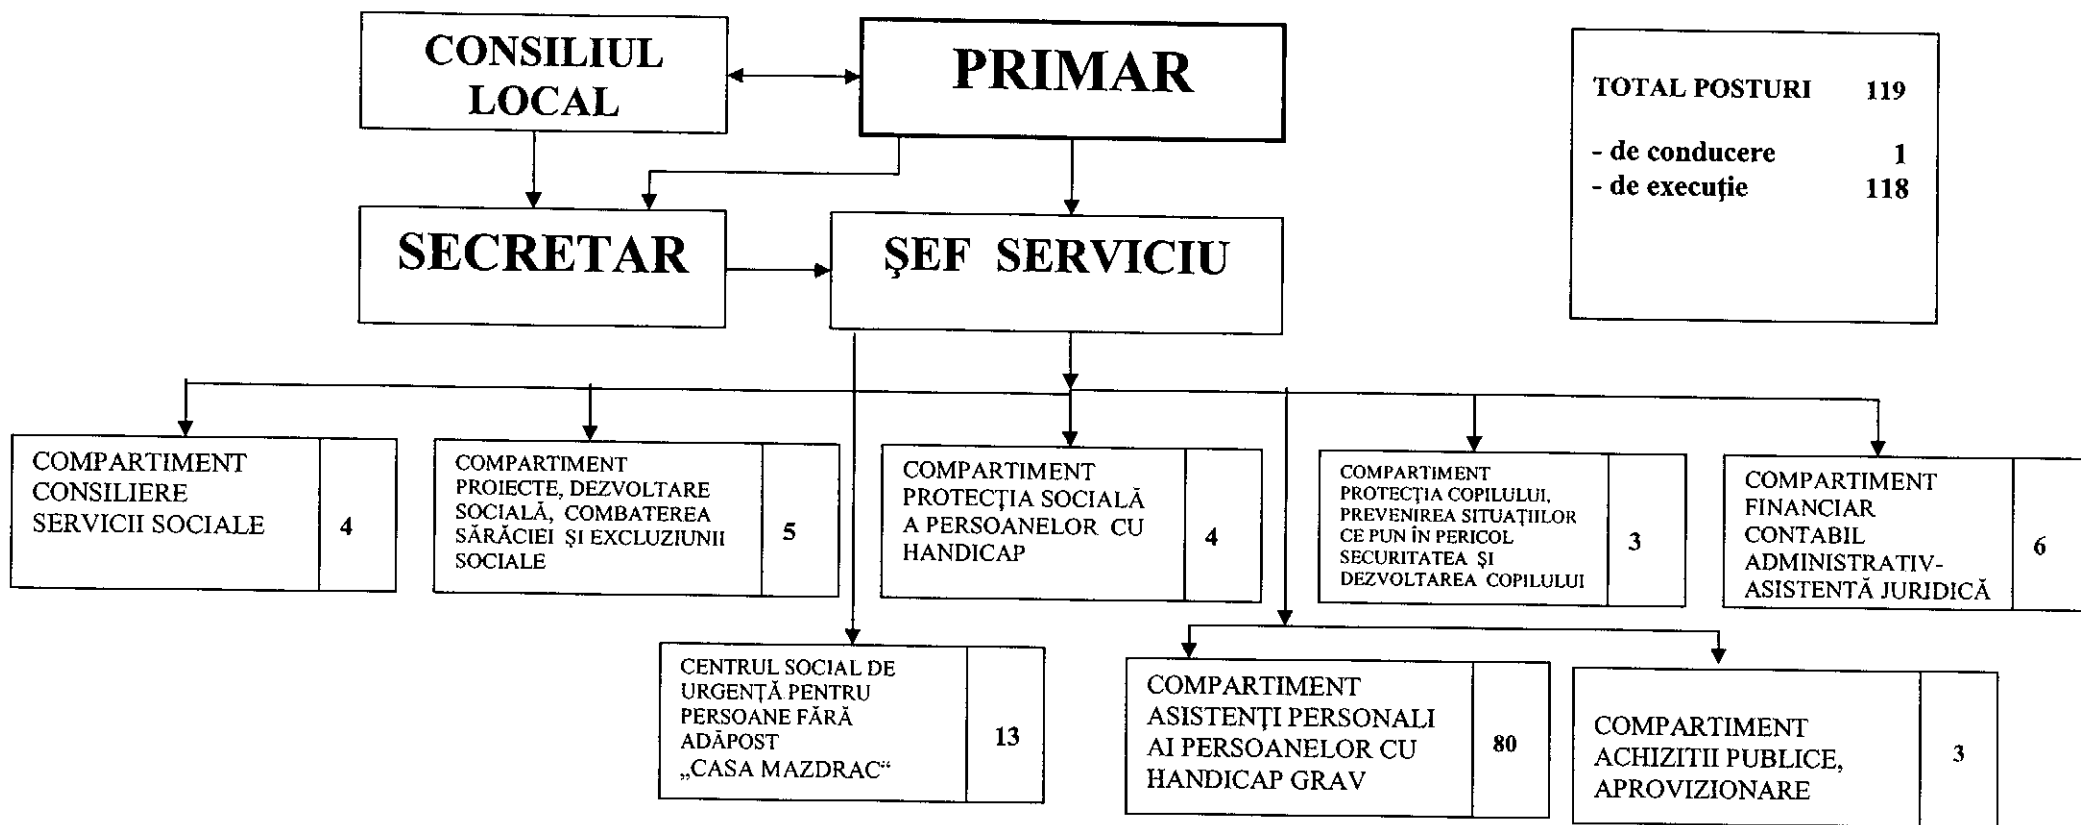 CONSILIUL
LOCAL
PRIMAR
TOTAL POSTURI 119
- de conducere 1
- de execuţie 118
SECRETAR
ŞEF SERVICIU
COMPARTIMENT
CONSILIERE
SERVICII SOCIALE
4
COMPARTIMENT
PROIECTE, DEZVOLTARE
SOCIALĂ, COMBATEREA
SĂRĂCIEI ŞI EXCLUZIUNII
SOCIALE
5
COMPARTIMENT
PROTECŢIA SOCIALĂ
A PERSOANELOR CU
HANDICAP
4
COMPARTIMENT
PROTECŢIA COPILULUI,
PREVENIREA SITUAŢIILOR
CE PUN ÎN PERICOL
SECURITATEA ŞI
DEZVOLTAREA COPILULUI
3
COMPARTIMENT
FINANCIAR
CONTABIL
ADMINISTRATIV-
ASISTENTĂ JURIDICĂ
6
CENTRUL SOCIAL DE
URGENŢĂ PENTRU
PERSOANE FĂRĂ
ADĂPOST
„CASA MAZDRAC“
13
COMPARTIMENT
ASISTENŢI PERSONALI
AI PERSOANELOR CU
HANDICAP GRAV
80
COMPARTIMENT
ACHIZITII PUBLICE,
APROVIZIONARE
3